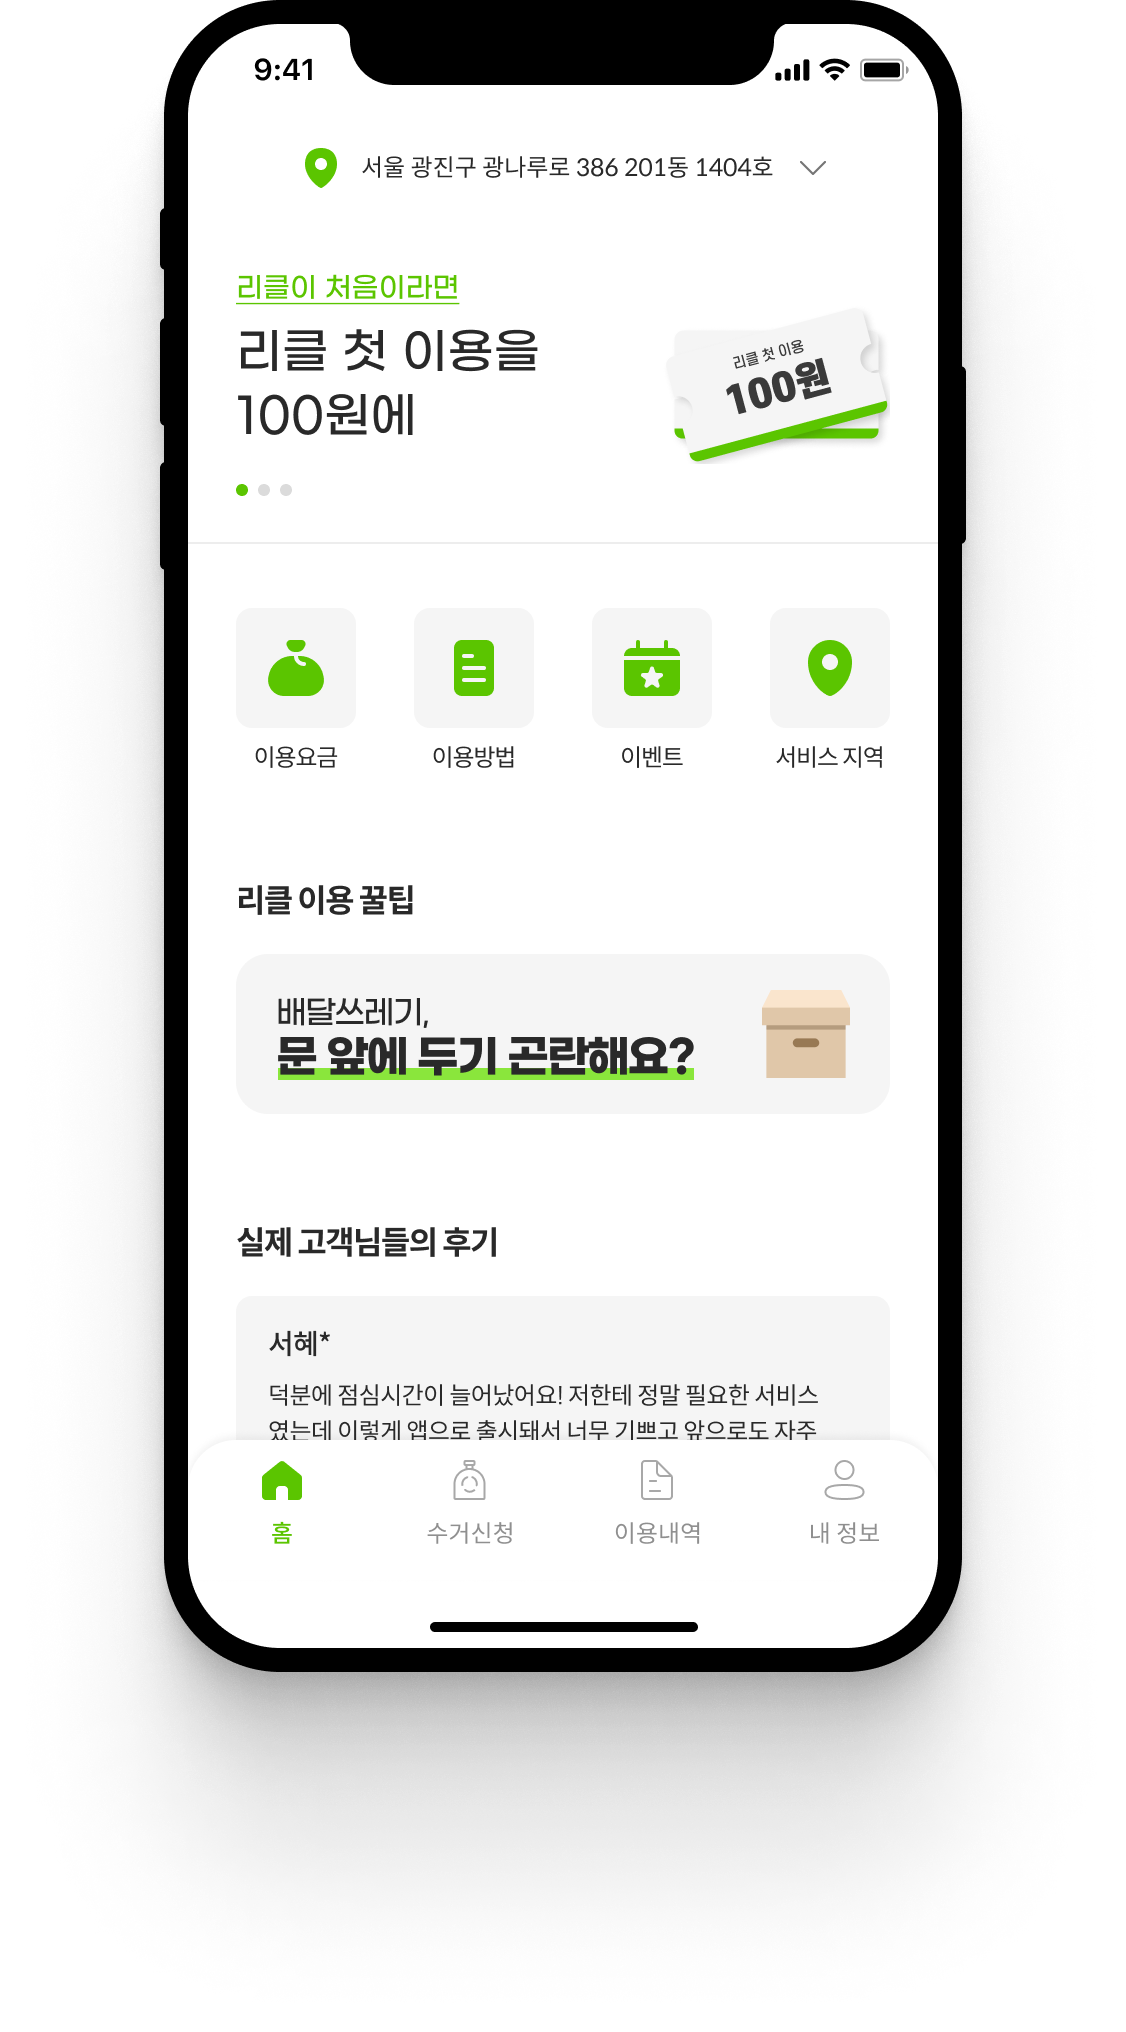 9:41
서울 광진구 광나루로 386 201동 1404호
리클이 처음이라면
리클 첫 이용을
100원에
리클 첫 이용
100원
이용요금
이용방법
이벤트
서비스 지역
리클 이용 꿀팁
배달쓰레기,
문 앞에 두기 곤란해요?
실제 고객님들의 후기
서혜*
덕분에 점심시간이 늘어났어요! 저한테 정말 필요한 서비스
였는데 이렇게 앱으로 출시돼서 너무 기쁘고 앞으로도 자주
홈
수거신청
이용내역
내 정보